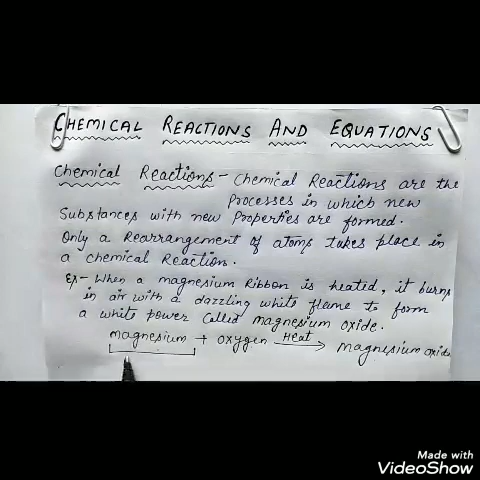 CHEMICAL REACTIONS AND EQUATIONS
Chemical Reactions - Chemical Reactions are the
Processes in which new
Substances with new Properties are formed.
Only a Rearrangement of atoms takes place in
a chemical Reaction.
Ex- When a magnesium Ribbon is heated, it burns
in air with a dazzling white flame to form
a white power called magnesium oxide.
magnesium + oxygen Heat → magnesium oxide
Made with
VideoShow